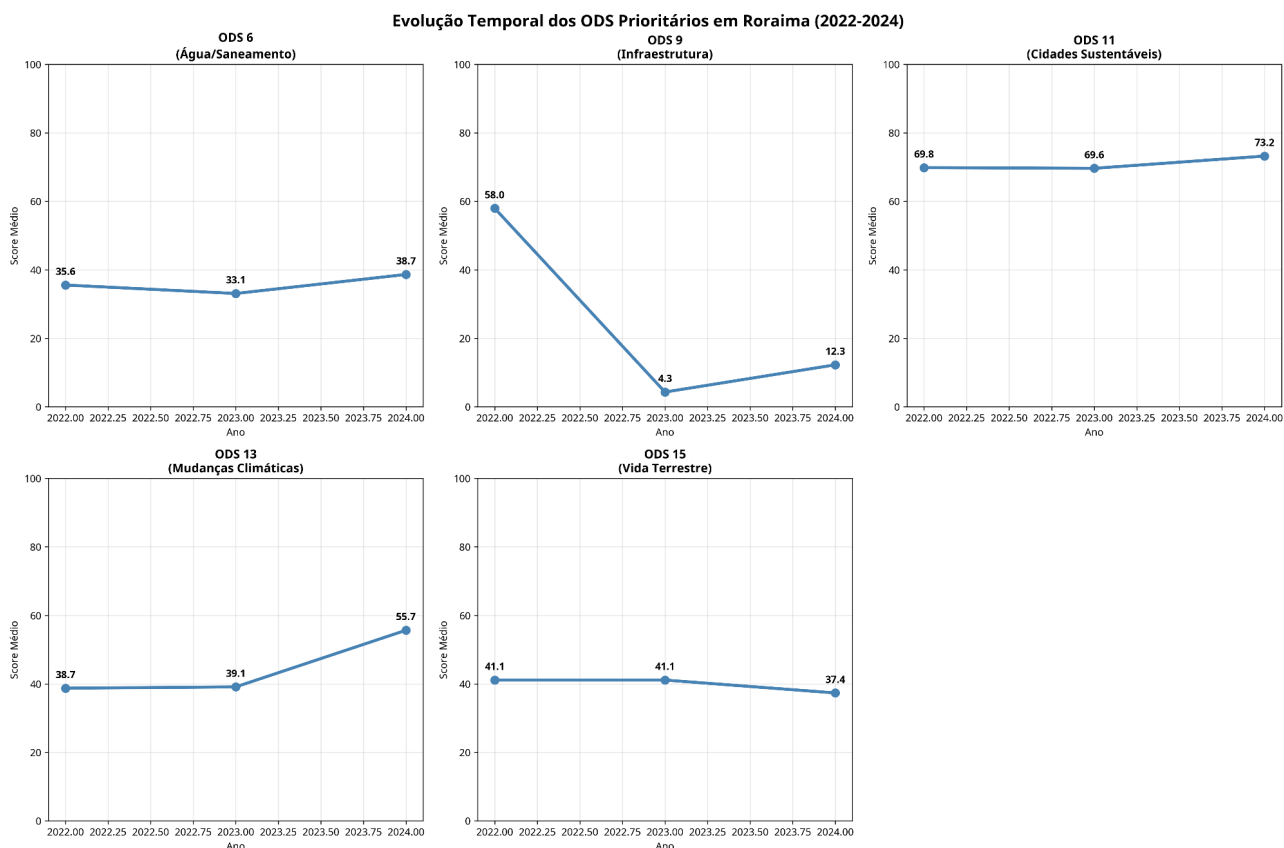 Evolução Temporal dos ODS Prioritários em Roraima (2022-2024)
ODS 6
(Água/Saneamento)
100
80
60
40
20
0
Score Médio
35.6
33.1
38.7
2022.00 2022.25 2022.50 2022.75 2023.00 2023.25 2023.50 2023.75 2024.00
Ano
ODS 9
(Infraestrutura)
100
80
60
40
20
0
Score Médio
58.0
4.3
12.3
2022.00 2022.25 2022.50 2022.75 2023.00 2023.25 2023.50 2023.75 2024.00
Ano
ODS 11
(Cidades Sustentáveis)
100
80
60
40
20
0
Score Médio
69.8
69.6
73.2
2022.00 2022.25 2022.50 2022.75 2023.00 2023.25 2023.50 2023.75 2024.00
Ano
ODS 13
(Mudanças Climáticas)
100
80
60
40
20
0
Score Médio
38.7
39.1
55.7
2022.00 2022.25 2022.50 2022.75 2023.00 2023.25 2023.50 2023.75 2024.00
Ano
ODS 15
(Vida Terrestre)
100
80
60
40
20
0
Score Médio
41.1
41.1
37.4
2022.00 2022.25 2022.50 2022.75 2023.00 2023.25 2023.50 2023.75 2024.00
Ano